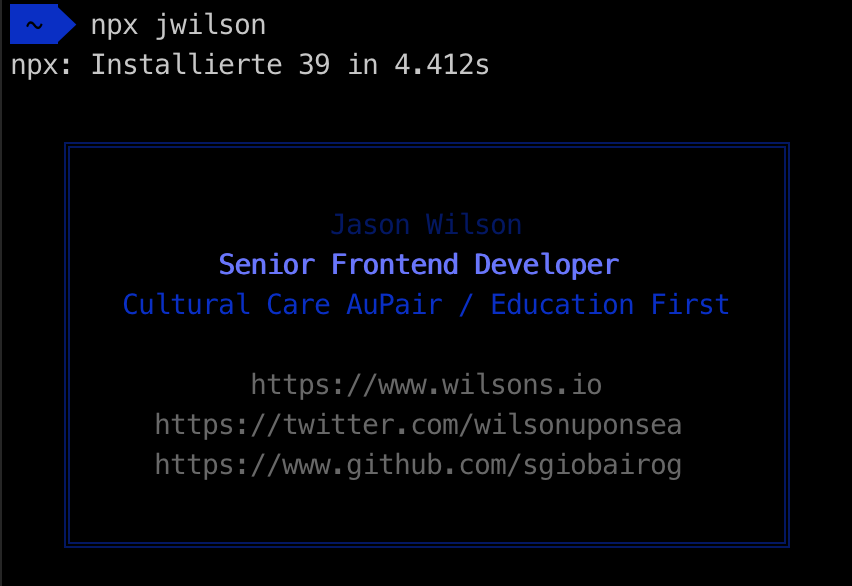 ~ npx jwilson
npx: Installierte 39 in 4.412s
Jason Wilson
Senior Frontend Developer
Cultural Care AuPair / Education First
https://www.wilsons.io
https://twitter.com/wilsonuponsea
https://www.github.com/sgiobairog